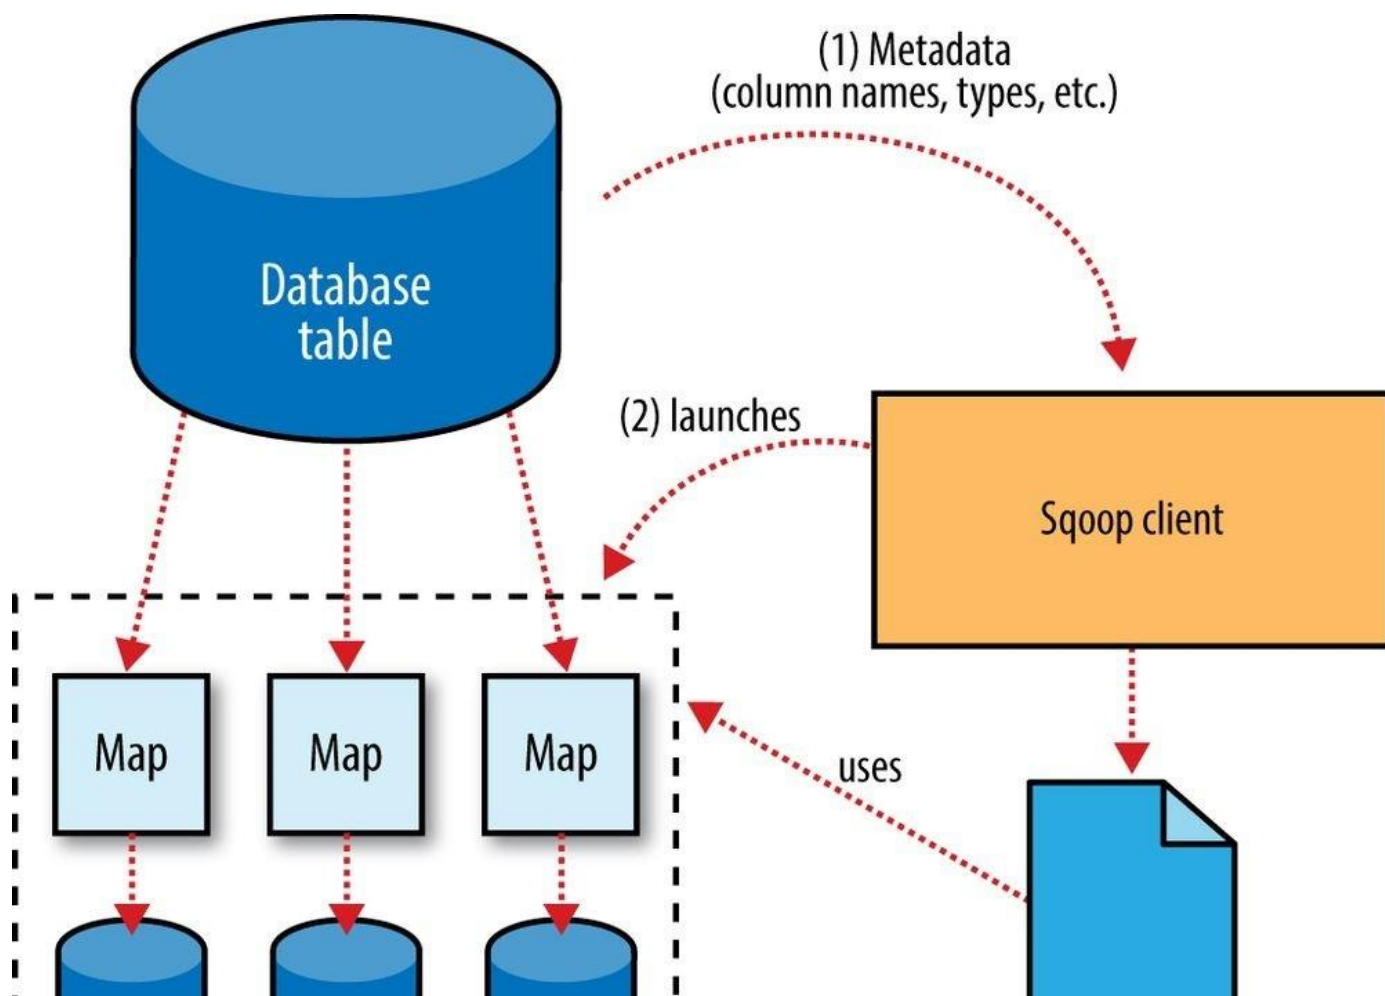 (1) Metadata
(column names, types, etc.)
Database
table
(2) launches
Sqoop client
Map
Map
Map
uses